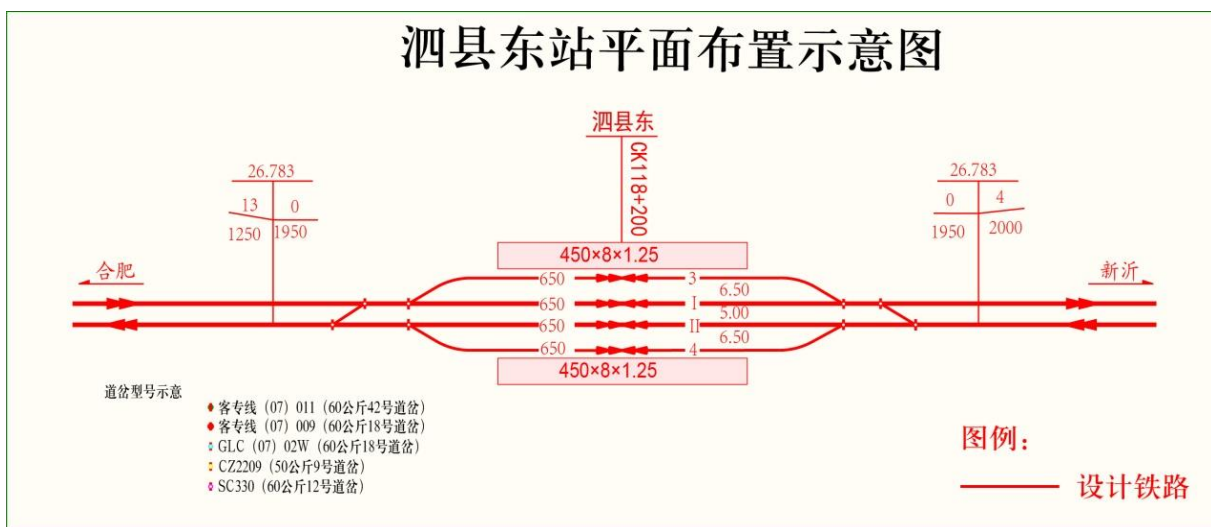 泗县东站平面布置示意图
泗县东
CK118+200
26.783
13 0
1250 1950
26.783
0 4
1950 2000
合肥
新沂
450×8×1.25
650 3
6.50
650 I
5.00
650 II
6.50
650 4
450×8×1.25
道岔型号示意
客专线（07）011（60公斤42号道岔）
客专线（07）009（60公斤18号道岔）
GLC（07）02W（60公斤18号道岔）
CZ2209（50公斤9号道岔）
SC330（60公斤12号道岔）
图例：
设计铁路